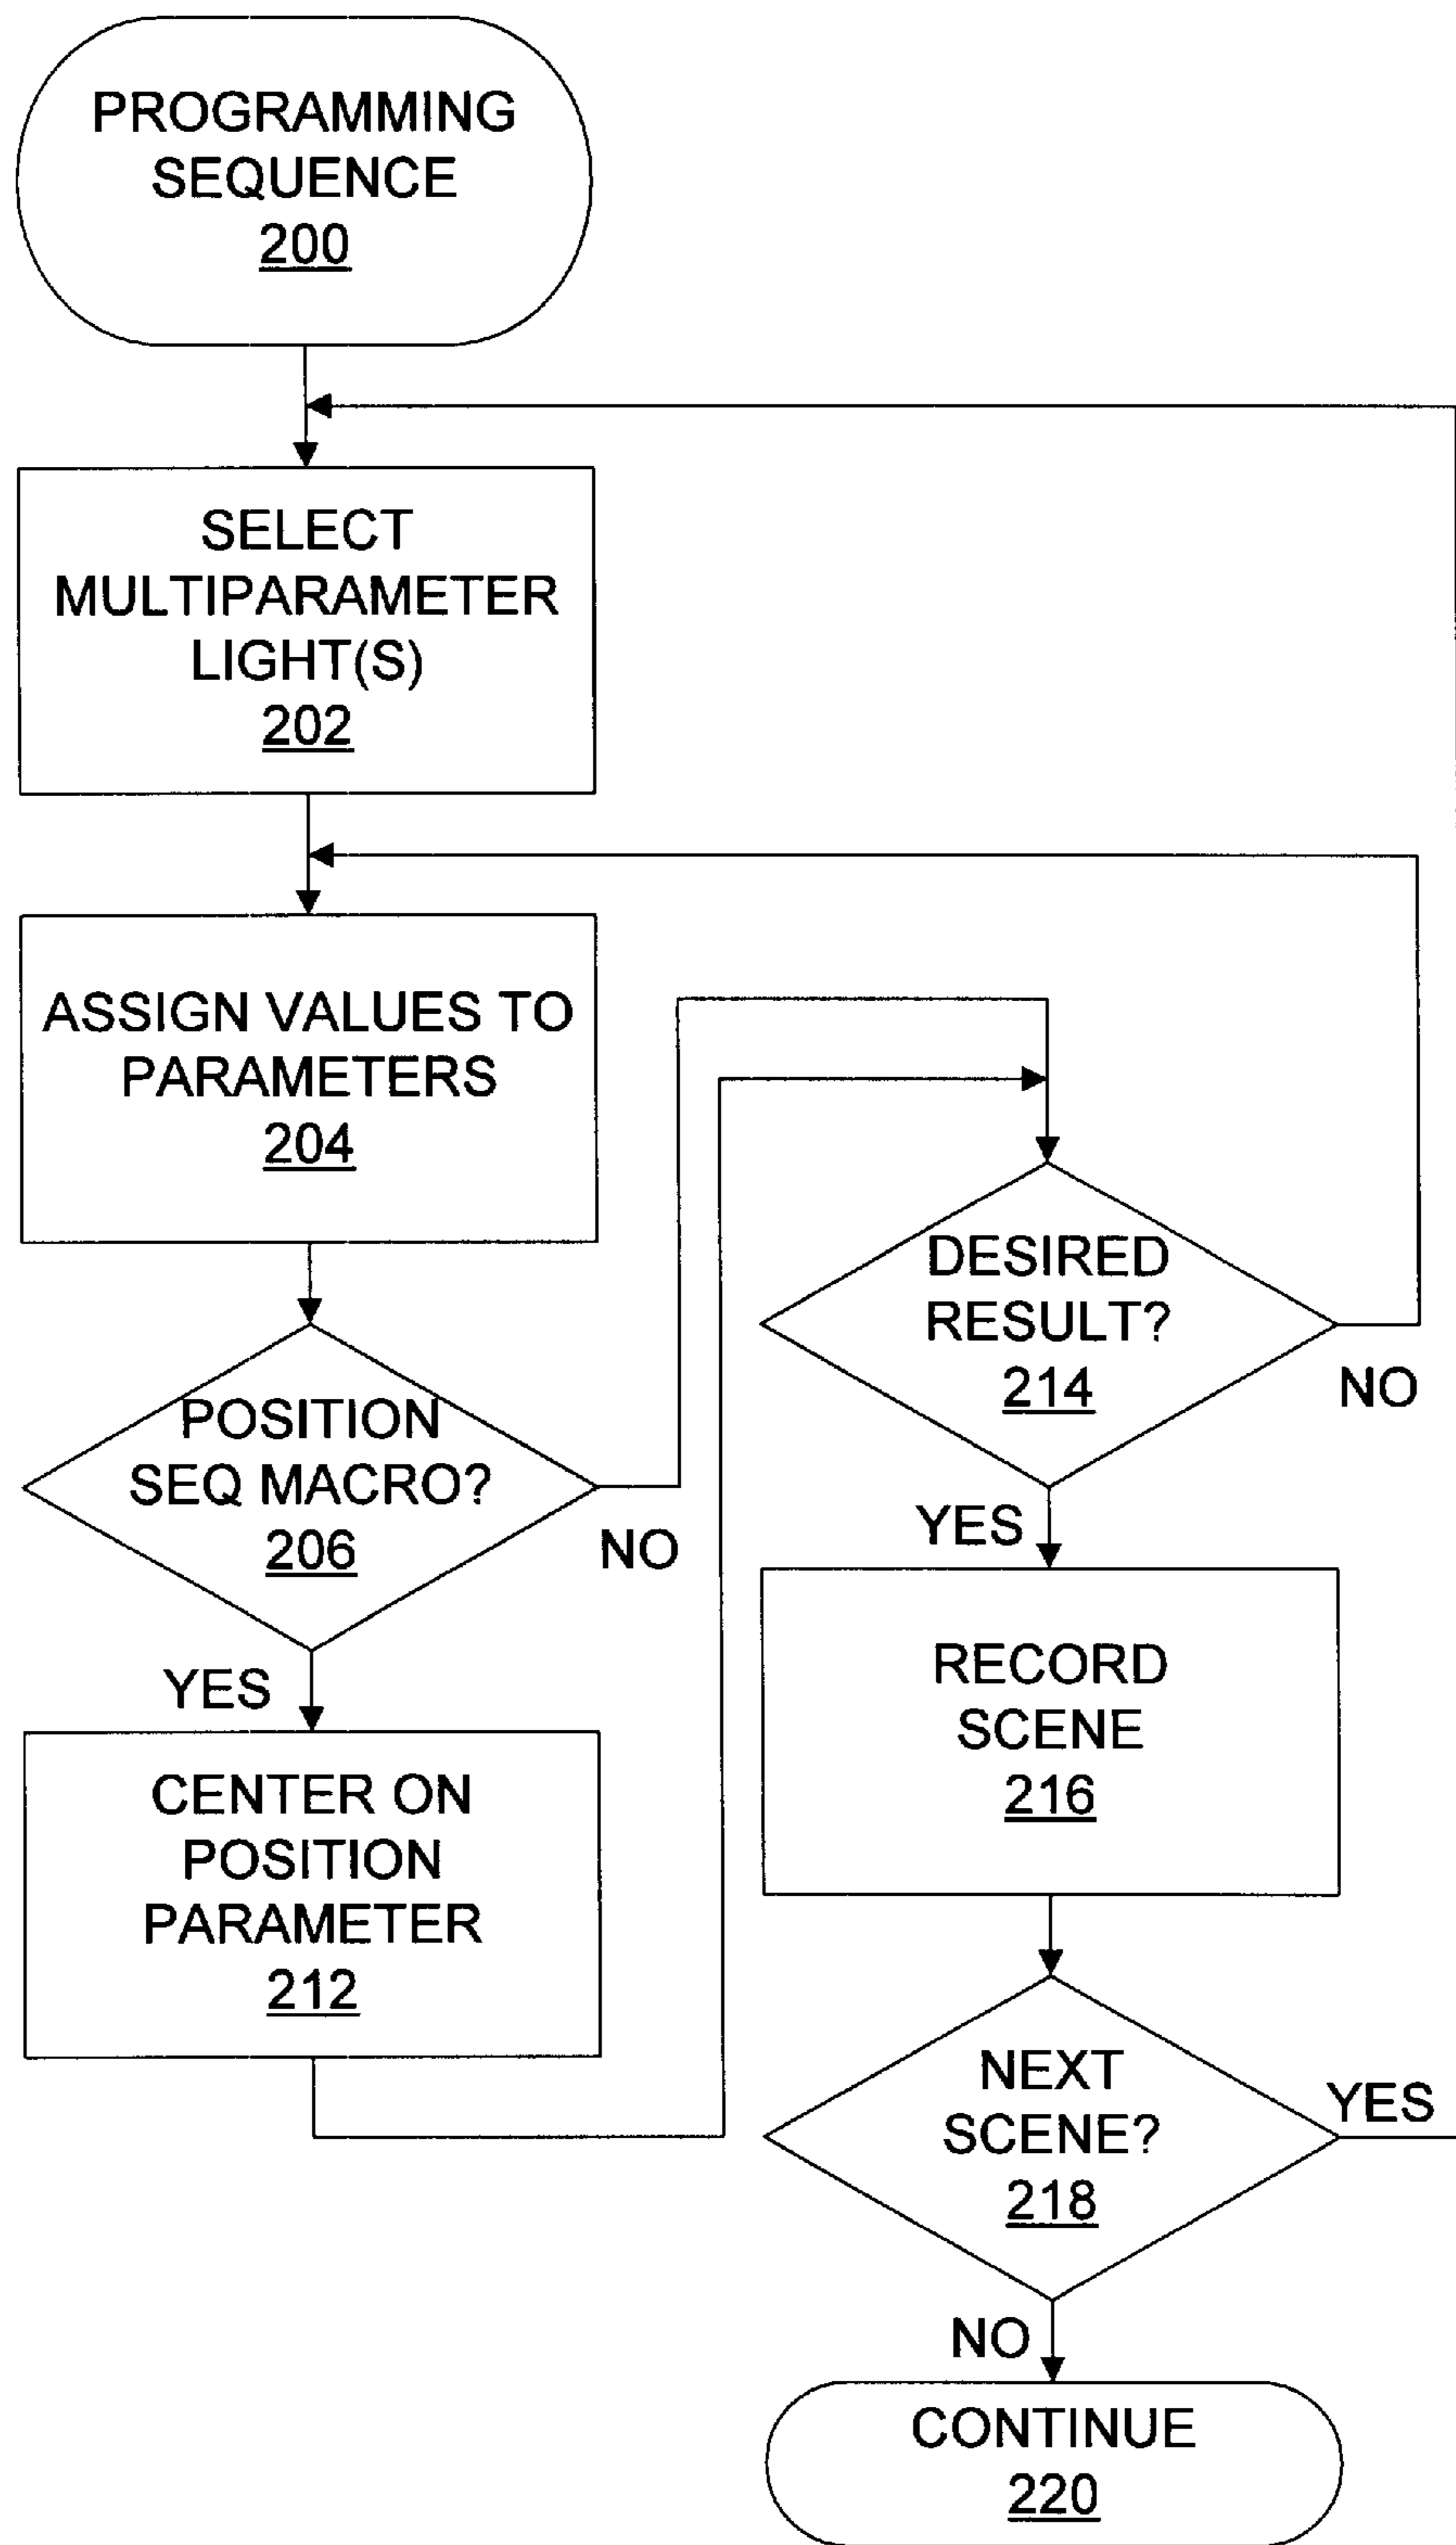 PROGRAMMING
SEQUENCE
200
SELECT
MULTIPARAMETER
LIGHT(S)
202
ASSIGN VALUES TO
PARAMETERS
204
POSITION
SEQ MACRO?
206
NO
YES
CENTER ON
POSITION
PARAMETER
212
DESIRED
RESULT?
214
NO
YES
RECORD
SCENE
216
NEXT
SCENE?
218
YES
NO
CONTINUE
220